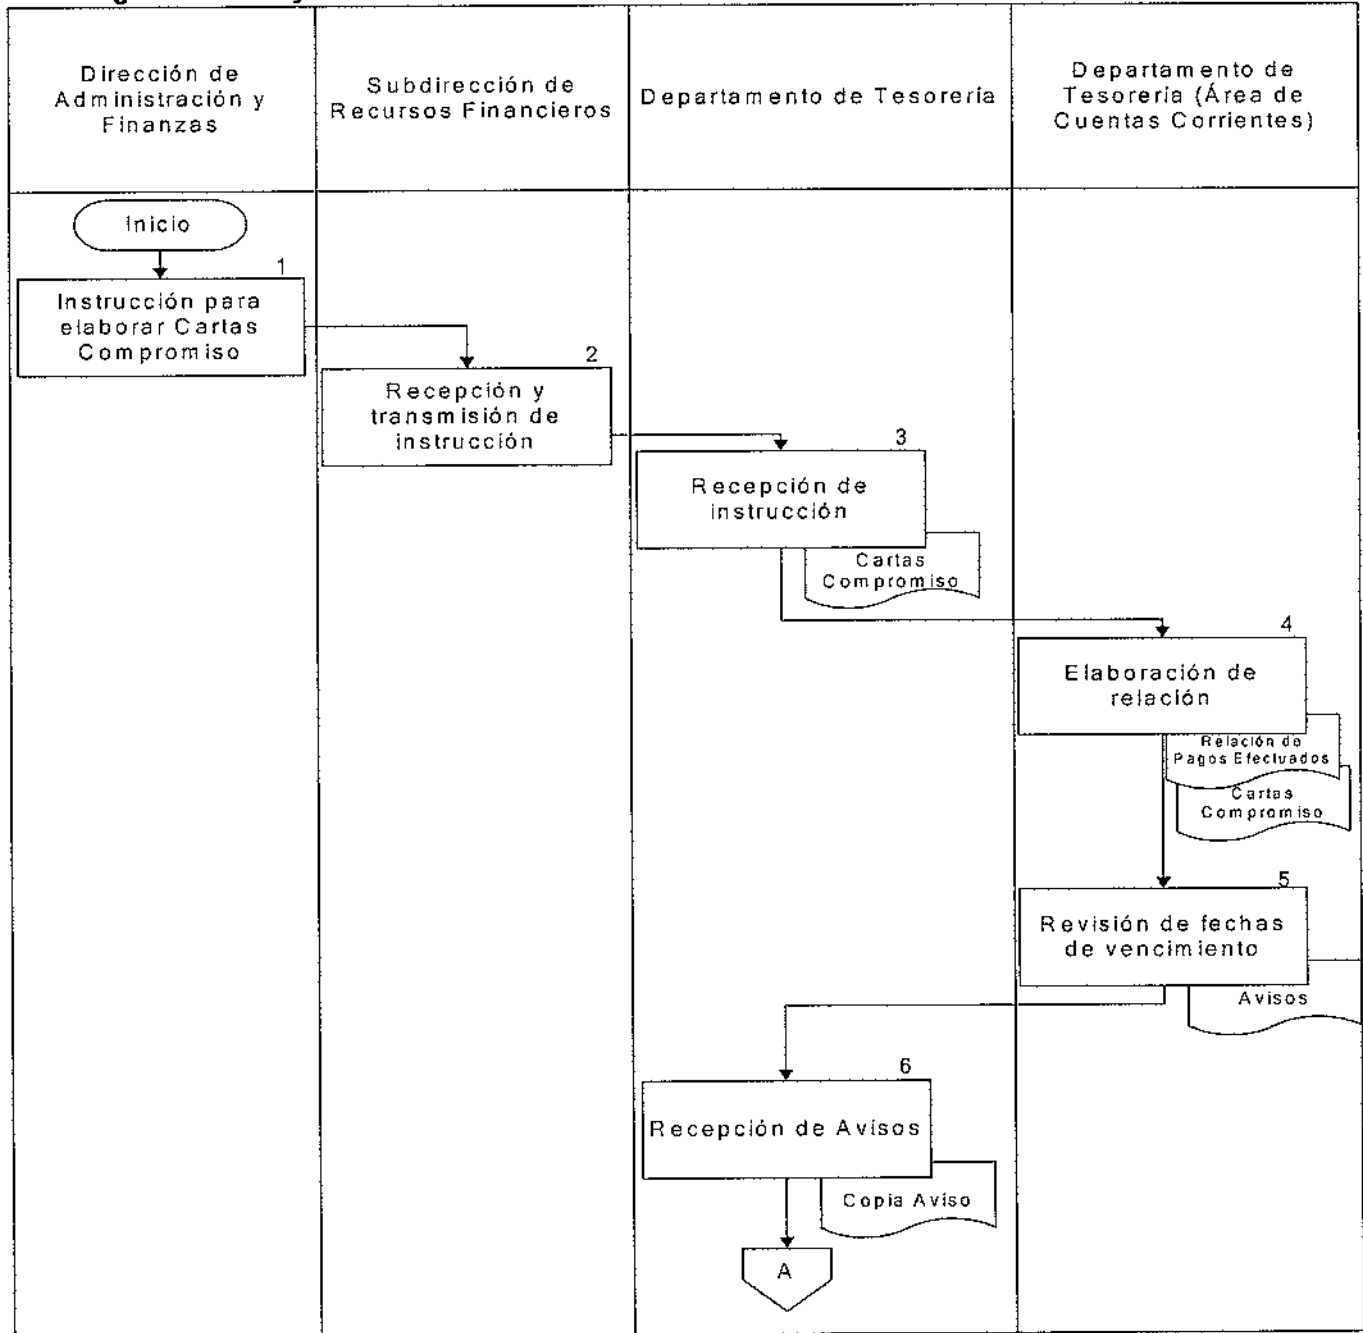 Dirección de
Administración y
Finanzas
Subdirección de
Recursos Financieros
Departamento de Tesorería
Departamento de
Tesorería (Área de
Cuentas Corrientes)
Inicio
1
Instrucción para
elaborar Cartas
Compromiso
2
Recepción y
transmisión de
instrucción
3
Recepción de
instrucción
Cartas
Compromiso
4
Elaboración de
relación
Relación de
Pagos Efectuados
Cartas
Compromiso
5
Revisión de fechas
de vencimiento
Avisos
6
Recepción de Avisos
Copia Aviso
A